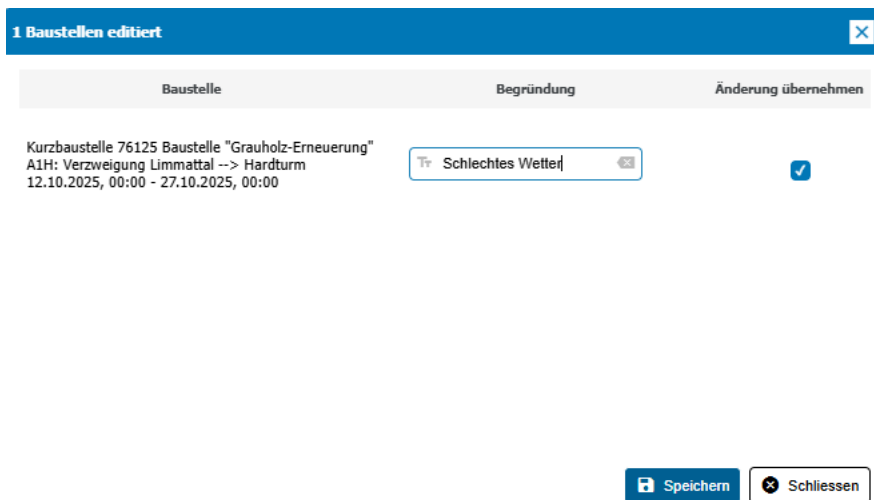 1 Baustellen editiert
Baustelle Begründung Änderung übernehmen
Kurzbaustelle 76125 Baustelle "Grauholz-Erneuerung"
A1H: Verzweigung Limmattal --> Hardturm
12.10.2025, 00:00 - 27.10.2025, 00:00
Schlechtes Wetter
Speichern Schliessen